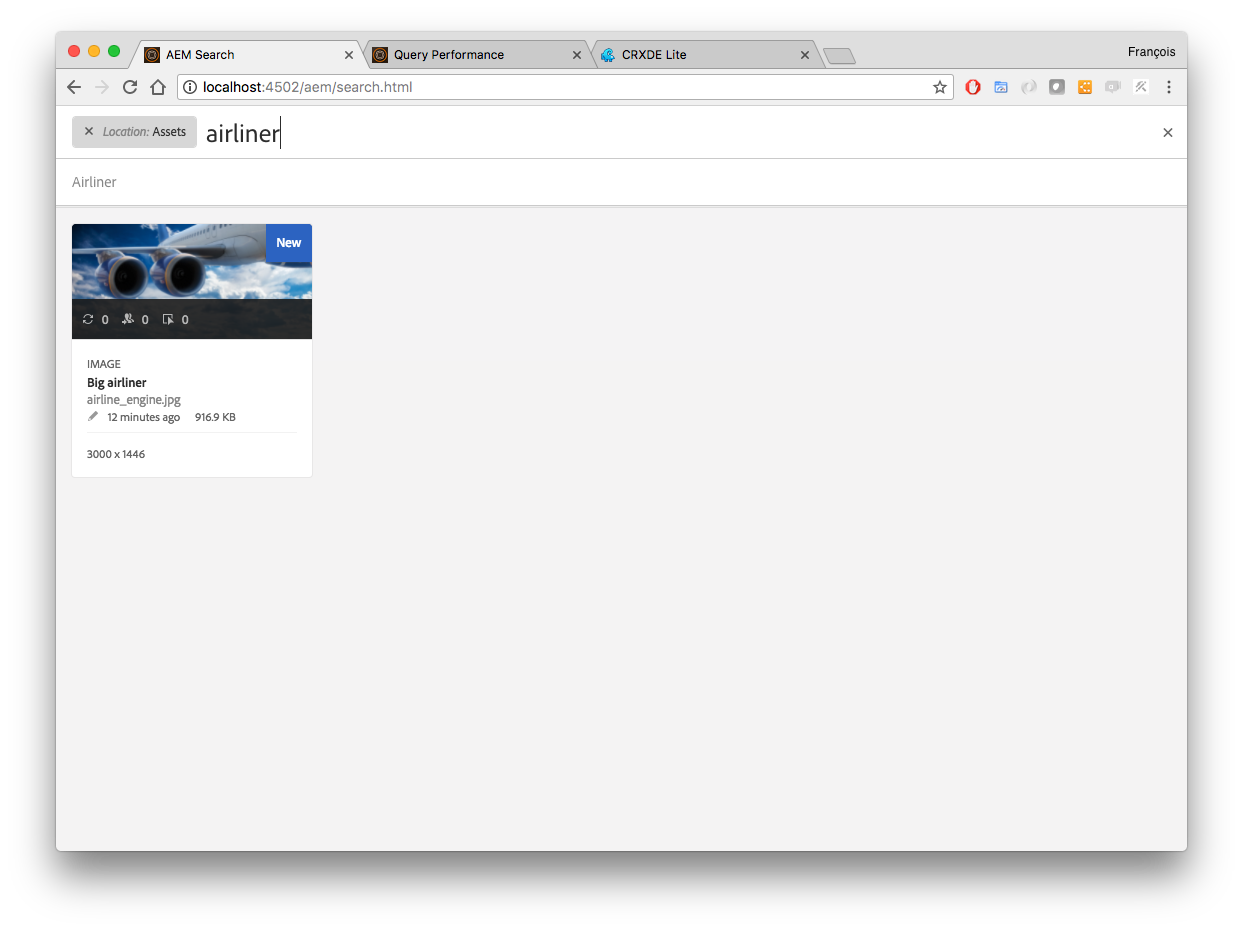 AEM Search
Query Performance
CRXDE Lite
François
localhost:4502/aem/search.html
Location: Assets
airliner
Airliner
New
0 0 0
IMAGE
Big airliner
airline_engine.jpg
12 minutes ago 916.9 KB
3000 x 1446